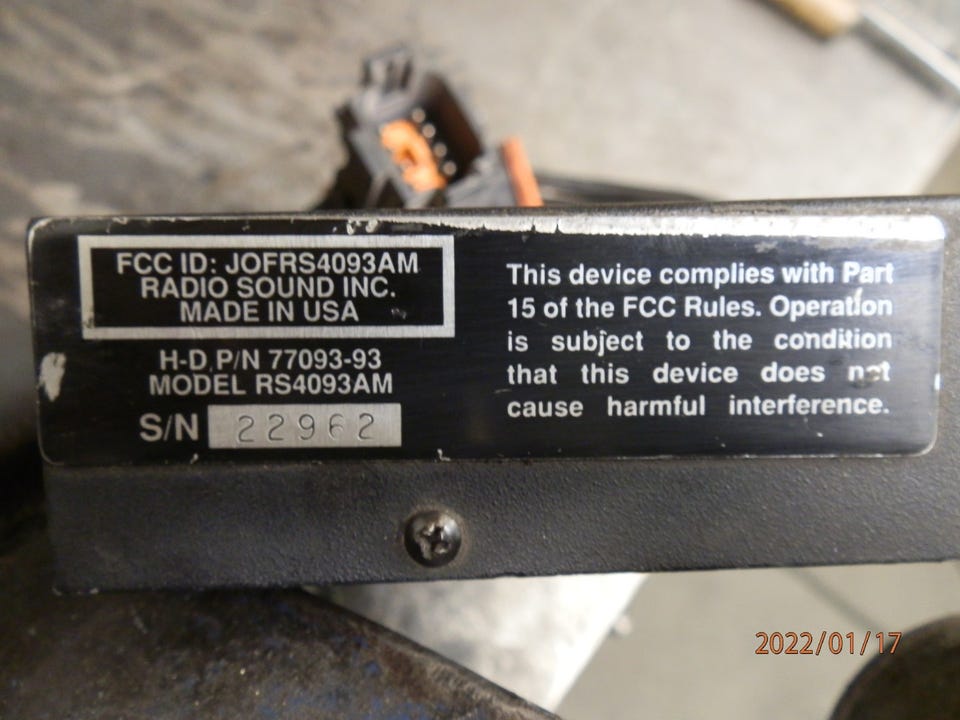 FCC ID: JOFRS4093AM
RADIO SOUND INC.
MADE IN USA
H-D P/N 77093-93
MODEL RS4093AM
S/N 22962
This device complies with Part
15 of the FCC Rules. Operation
is subject to the condition
that this device does not
cause harmful interference.
2022/01/17